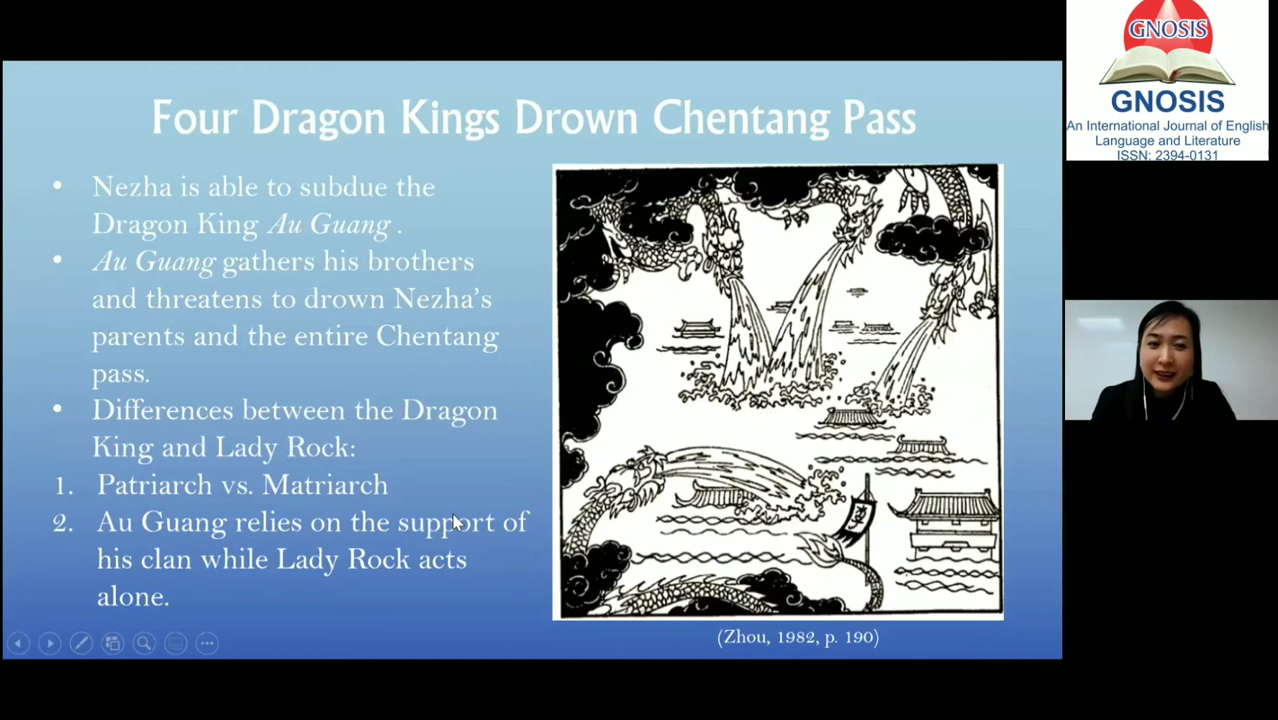 Four Dragon Kings Drown Chentang Pass
• Nezha is able to subdue the
Dragon King Au Guang .
• Au Guang gathers his brothers
and threatens to drown Nezha's
parents and the entire Chentang
pass.
• Differences between the Dragon
King and Lady Rock:
1. Patriarch vs. Matriarch
2. Au Guang relies on the support of
his clan while Lady Rock acts
alone.
(Zhou, 1982, p. 190)
GNOSIS
GNOSIS
An International Journal of English
Language and Literature
ISSN: 2394-0131